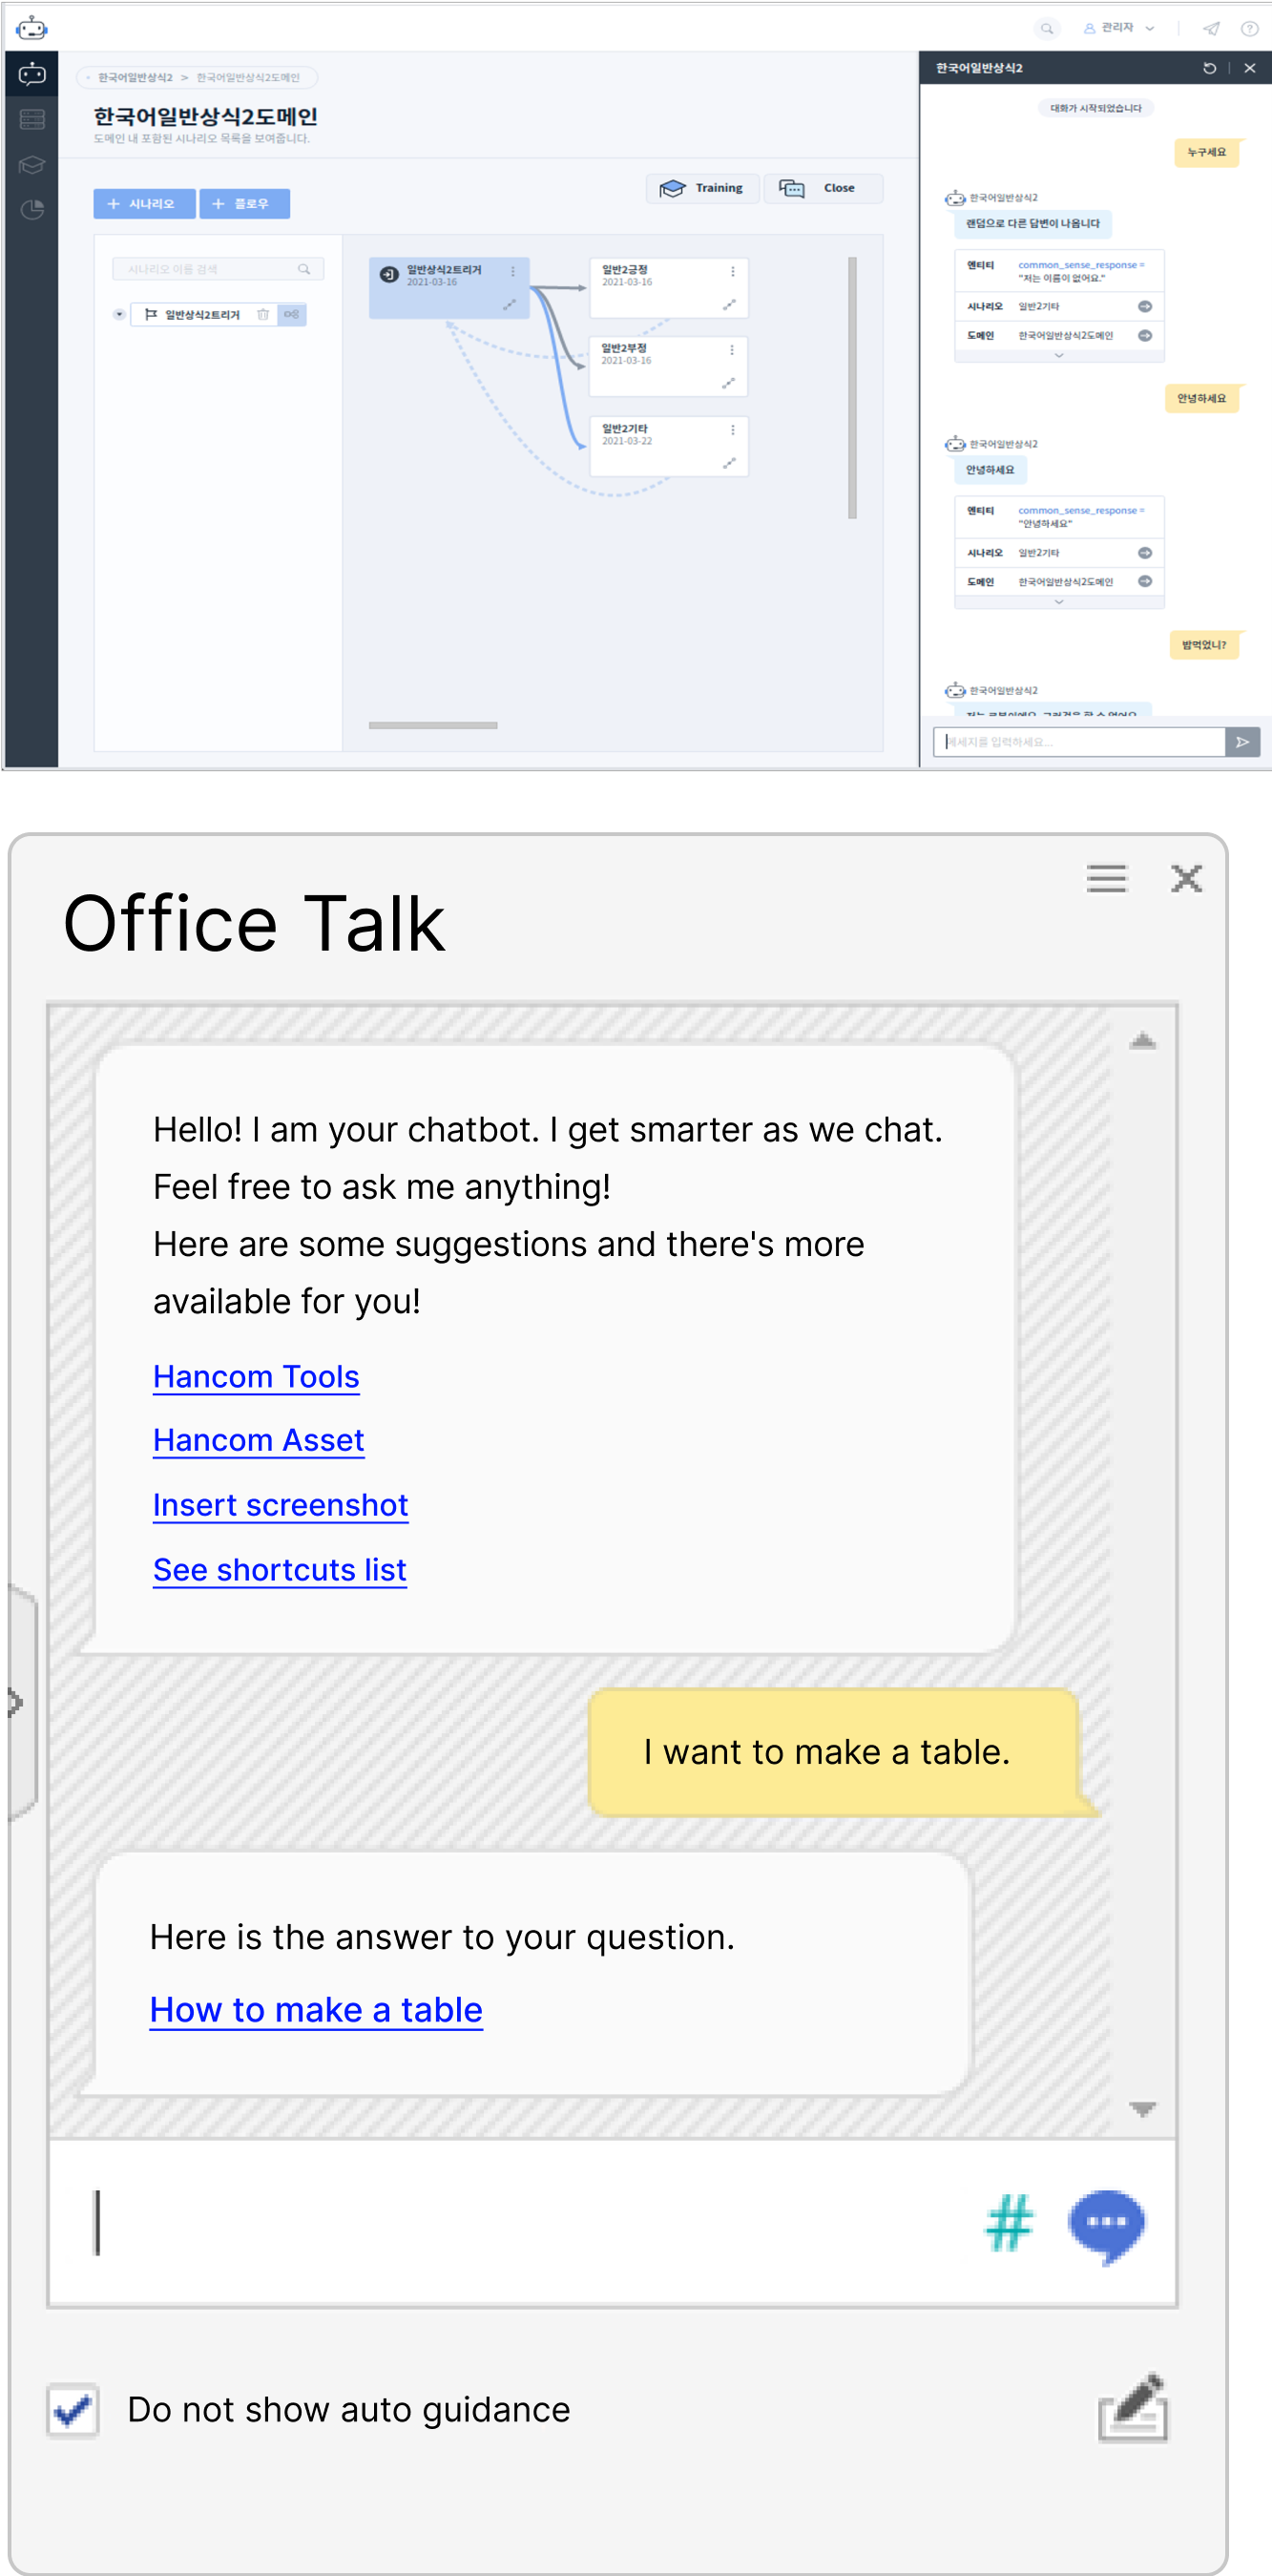 관리자
한국어일반상식2 > 한국어일반상식2도메인
한국어일반상식2도메인
도메인 내 포함된 시나리오 목록을 보여줍니다.
+ 시나리오
+ 플로우
Training
Close
시나리오 이름 검색
일반상식2트리거
일반상식2트리거
2021-03-16
일반2긍정
2021-03-16
일반2부정
2021-03-16
일반2기타
2021-03-22
한국어일반상식2
대화가 시작되었습니다
누구세요
한국어일반상식2
랜덤으로 다른 답변이 나옵니다
엔티티 common_sense_response =
"저는 이름이 없어요."
시나리오 일반2기타
도메인 한국어일반상식2도메인
안녕하세요
한국어일반상식2
안녕하세요
엔티티 common_sense_response =
"안녕하세요"
시나리오 일반2기타
도메인 한국어일반상식2도메인
밥먹었니?
한국어일반상식2
메세지를 입력하세요...
Office Talk
Hello! I am your chatbot. I get smarter as we chat.
Feel free to ask me anything!
Here are some suggestions and there's more
available for you!
Hancom Tools
Hancom Asset
Insert screenshot
See shortcuts list
I want to make a table.
Here is the answer to your question.
How to make a table
#
Do not show auto guidance